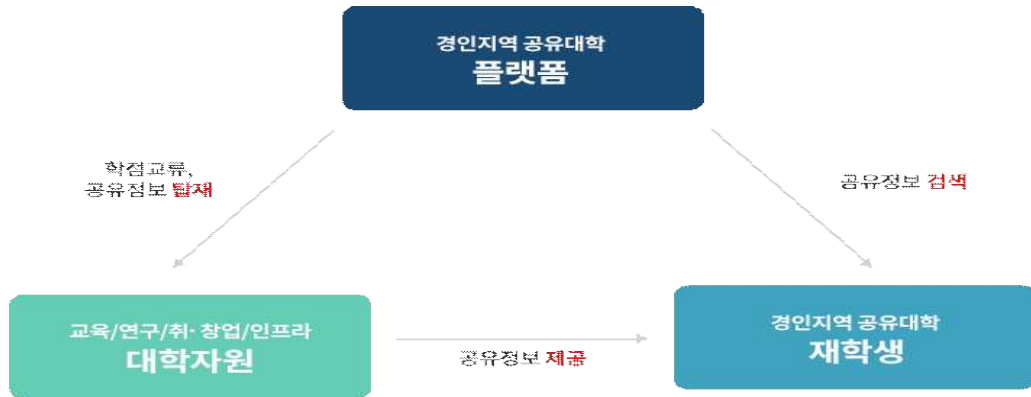 경인지역 공유대학
플랫폼
학점교류,
공유정보 탑재
공유정보 검색
교육/연구/취· 창업/인프라
대학자원
공유정보 제공
경인지역 공유대학
재학생